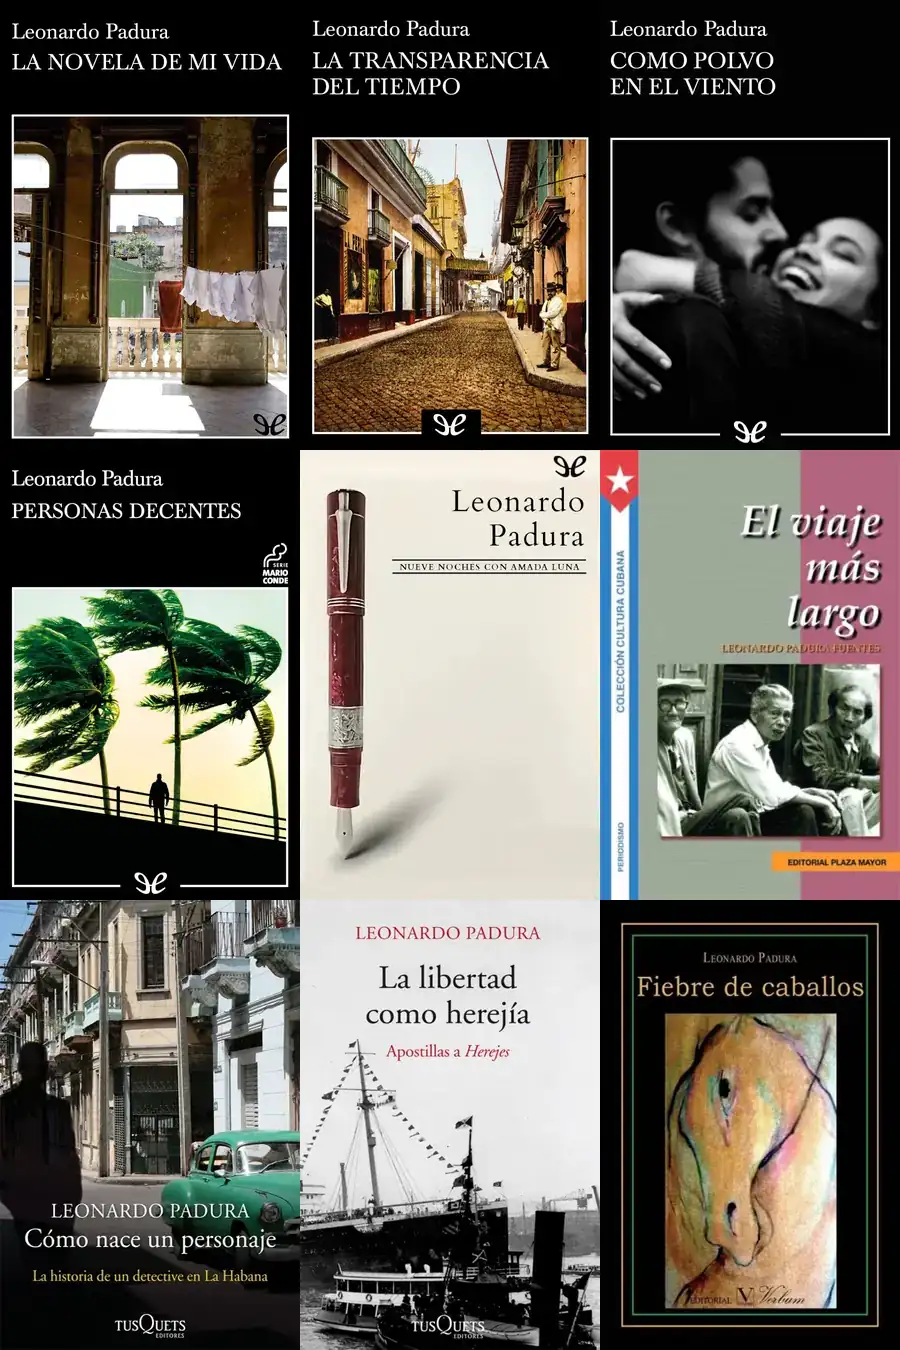 Leonardo Padura
LA NOVELA DE MI VIDA
Leonardo Padura
LA TRANSPARENCIA
DEL TIEMPO
Leonardo Padura
COMO POLVO
EN EL VIENTO
Leonardo Padura
PERSONAS DECENTES
SERIE
MARIO
CONDE
Leonardo
Padura
NUEVE NOCHES CON AMADA LUNA
COLECCIÓN CULTURA CUBANA
PERIODISMO
El viaje
más
largo
LEONARDO PADURA FUENTES
EDITORIAL PLAZA MAYOR
LEONARDO PADURA
Cómo nace un personaje
La historia de un detective en La Habana
TUSQUETS
EDITORES
LEONARDO PADURA
La libertad
como herejía
Apostillas a Herejes
TUSQUETS
EDITORES
LEONARDO PADURA
Fiebre de caballos
EDITORIAL V Verbum